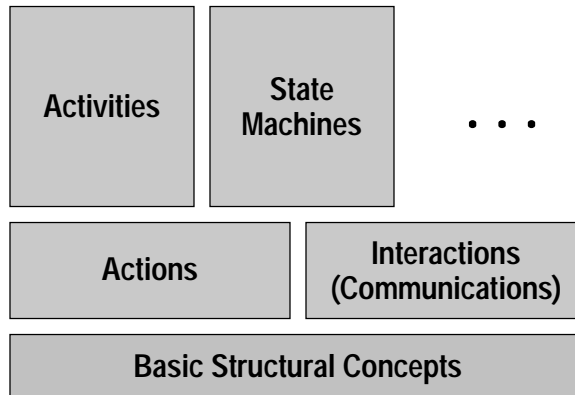 Activities
State
Machines
. . .
Actions
Interactions
(Communications)
Basic Structural Concepts